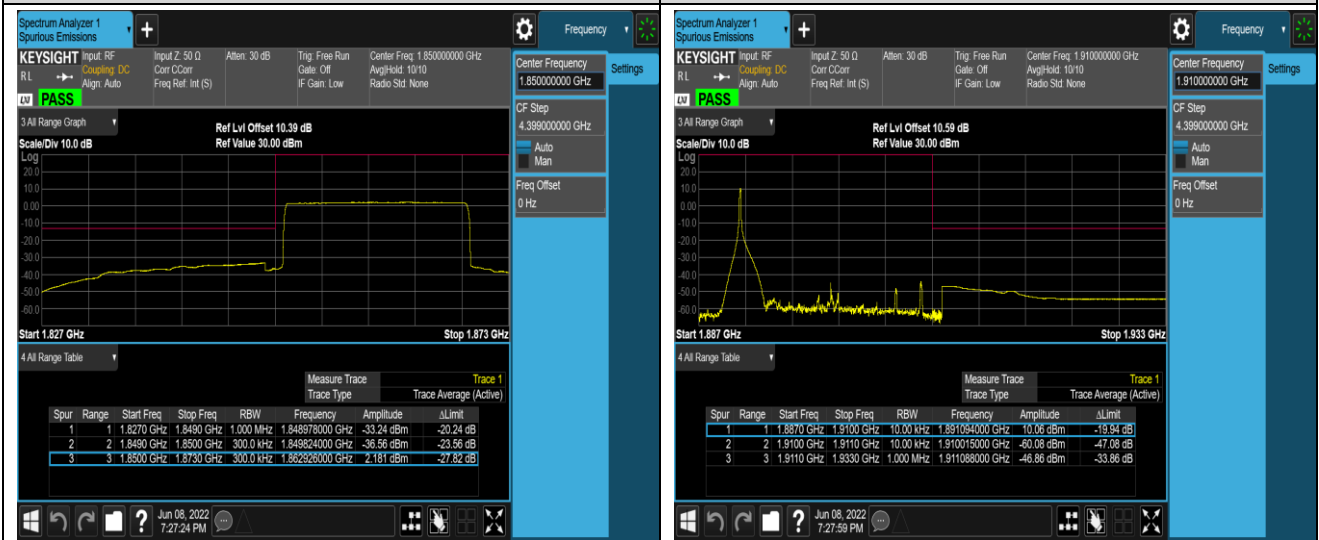 Spectrum Analyzer 1
Spurious Emissions
+
Frequency
KEYSIGHT Input: RF Input Z: 50 Ω Atten: 30 dB Trig: Free Run Center Freq: 1.850000000 GHz
RL Coupling: DC Corr CCorr Gate: Off Avg|Hold: 10/10
Align: Auto Freq Ref: Int (S) IF Gain: Low Radio Std: None
LXI PASS
Center Frequency
1.850000000 GHz
Settings
CF Step
4.399000000 GHz
Auto
Man
Freq Offset
0 Hz
3 All Range Graph
Ref Lvl Offset 10.39 dB
Scale/Div 10.0 dB Ref Value 30.00 dBm
Log
20.0
10.0
0.00
-10.0
-20.0
-30.0
-40.0
-50.0
-60.0
Start 1.827 GHz Stop 1.873 GHz
4 All Range Table
Measure Trace Trace 1
Trace Type Trace Average (Active)
Spur Range Start Freq Stop Freq RBW Frequency Amplitude ΔLimit
1 1 1.8270 GHz 1.8490 GHz 1.000 MHz 1.848978000 GHz -33.24 dBm -20.24 dB
2 2 1.8490 GHz 1.8500 GHz 300.0 kHz 1.849824000 GHz -36.56 dBm -23.56 dB
3 3 1.8500 GHz 1.8730 GHz 300.0 kHz 1.862926000 GHz 2.181 dBm -27.82 dB
? Jun 08, 2022
7:27:24 PM
Spectrum Analyzer 1
Spurious Emissions
+
Frequency
KEYSIGHT Input: RF Input Z: 50 Ω Atten: 30 dB Trig: Free Run Center Freq: 1.910000000 GHz
RL Coupling: DC Corr CCorr Gate: Off Avg|Hold: 10/10
Align: Auto Freq Ref: Int (S) IF Gain: Low Radio Std: None
LXI PASS
Center Frequency
1.910000000 GHz
Settings
CF Step
4.399000000 GHz
Auto
Man
Freq Offset
0 Hz
3 All Range Graph
Ref Lvl Offset 10.59 dB
Scale/Div 10.0 dB Ref Value 30.00 dBm
Log
20.0
10.0
0.00
-10.0
-20.0
-30.0
-40.0
-50.0
-60.0
Start 1.887 GHz Stop 1.933 GHz
4 All Range Table
Measure Trace Trace 1
Trace Type Trace Average (Active)
Spur Range Start Freq Stop Freq RBW Frequency Amplitude ΔLimit
1 1 1.8870 GHz 1.9100 GHz 10.00 kHz 1.891094000 GHz 10.06 dBm -19.94 dB
2 2 1.9100 GHz 1.9110 GHz 10.00 kHz 1.910015000 GHz -60.08 dBm -47.08 dB
3 3 1.9110 GHz 1.9330 GHz 1.000 MHz 1.911088000 GHz -46.86 dBm -33.86 dB
? Jun 08, 2022
7:27:59 PM